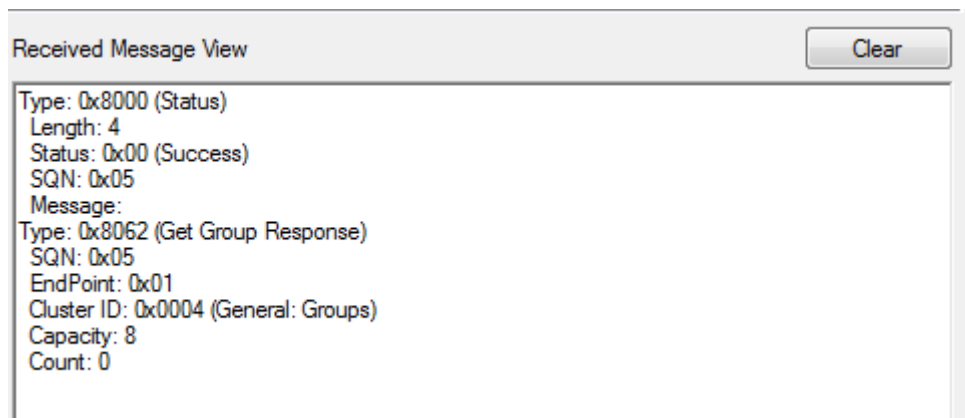 Received Message View
Clear
Type: 0x8000 (Status)
Length: 4
Status: 0x00 (Success)
SQN: 0x05
Message:
Type: 0x8062 (Get Group Response)
SQN: 0x05
EndPoint: 0x01
Cluster ID: 0x0004 (General: Groups)
Capacity: 8
Count: 0